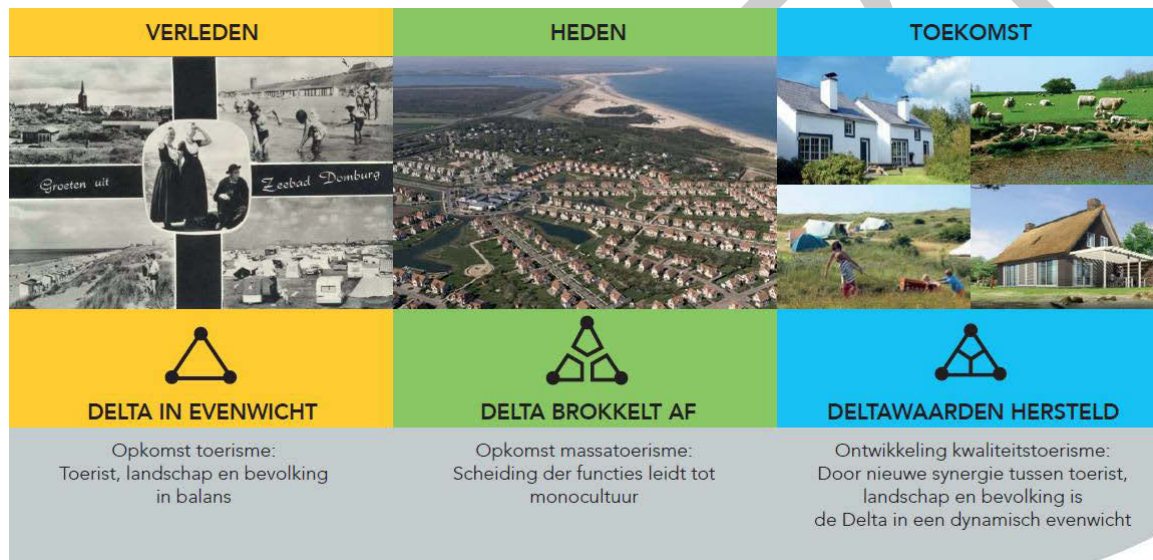 VERLEDEN
HEDEN
TOEKOMST
Groeten uit
Zeebad Domburg
DELTA IN EVENWICHT
DELTA BROKKELT AF
DELTAWAARDEN HERSTELD
Opkomst toerisme:
Toerist, landschap en bevolking
in balans
Opkomst massatoerisme:
Scheiding der functies leidt tot
monocultuur
Ontwikkeling kwaliteitstoerisme:
Door nieuwe synergie tussen toerist,
landschap en bevolking is
de Delta in een dynamisch evenwicht